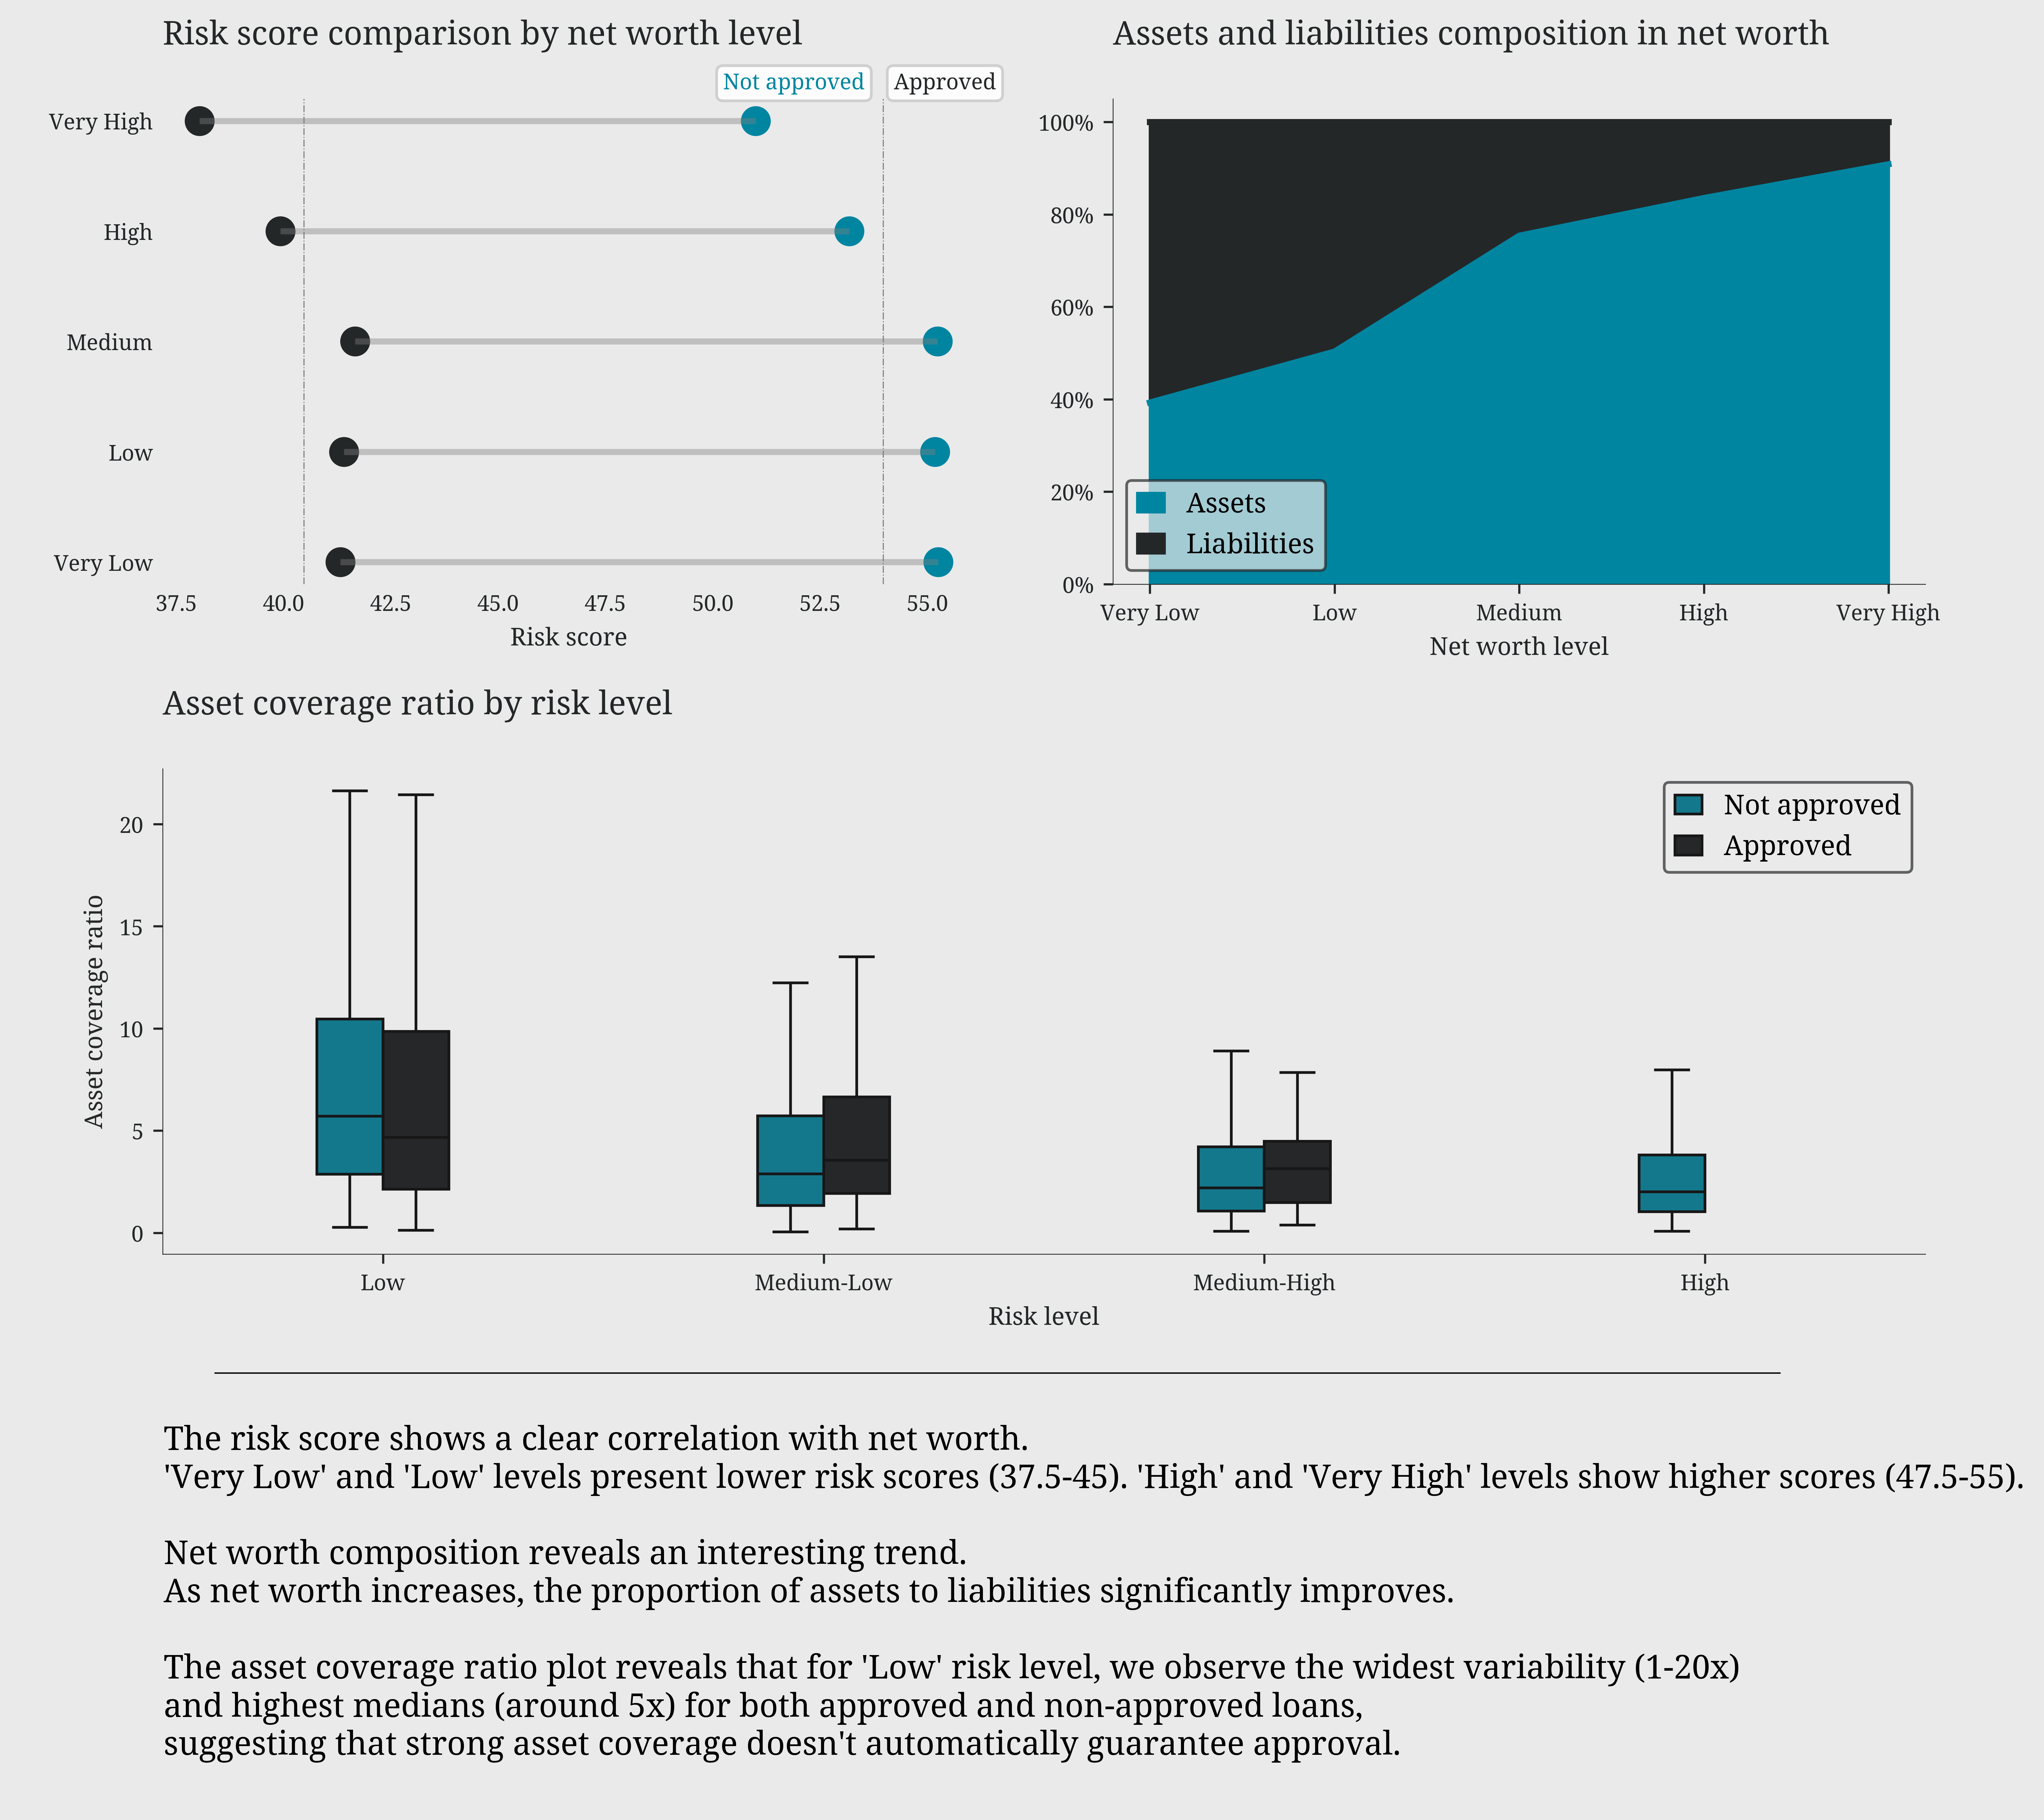 Risk score comparison by net worth level
Not approved
Approved
Very High
High
Medium
Low
Very Low
37.5 40.0 42.5 45.0 47.5 50.0 52.5 55.0
Risk score
Assets and liabilities composition in net worth
100%
80%
60%
40%
20%
0%
Assets
Liabilities
Very Low Low Medium High Very High
Net worth level
Asset coverage ratio by risk level
Asset coverage ratio
20
15
10
5
0
Not approved
Approved
Low Medium-Low Medium-High High
Risk level
The risk score shows a clear correlation with net worth.
'Very Low' and 'Low' levels present lower risk scores (37.5-45). 'High' and 'Very High' levels show higher scores (47.5-55).
Net worth composition reveals an interesting trend.
As net worth increases, the proportion of assets to liabilities significantly improves.
The asset coverage ratio plot reveals that for 'Low' risk level, we observe the widest variability (1-20x)
and highest medians (around 5x) for both approved and non-approved loans,
suggesting that strong asset coverage doesn't automatically guarantee approval.